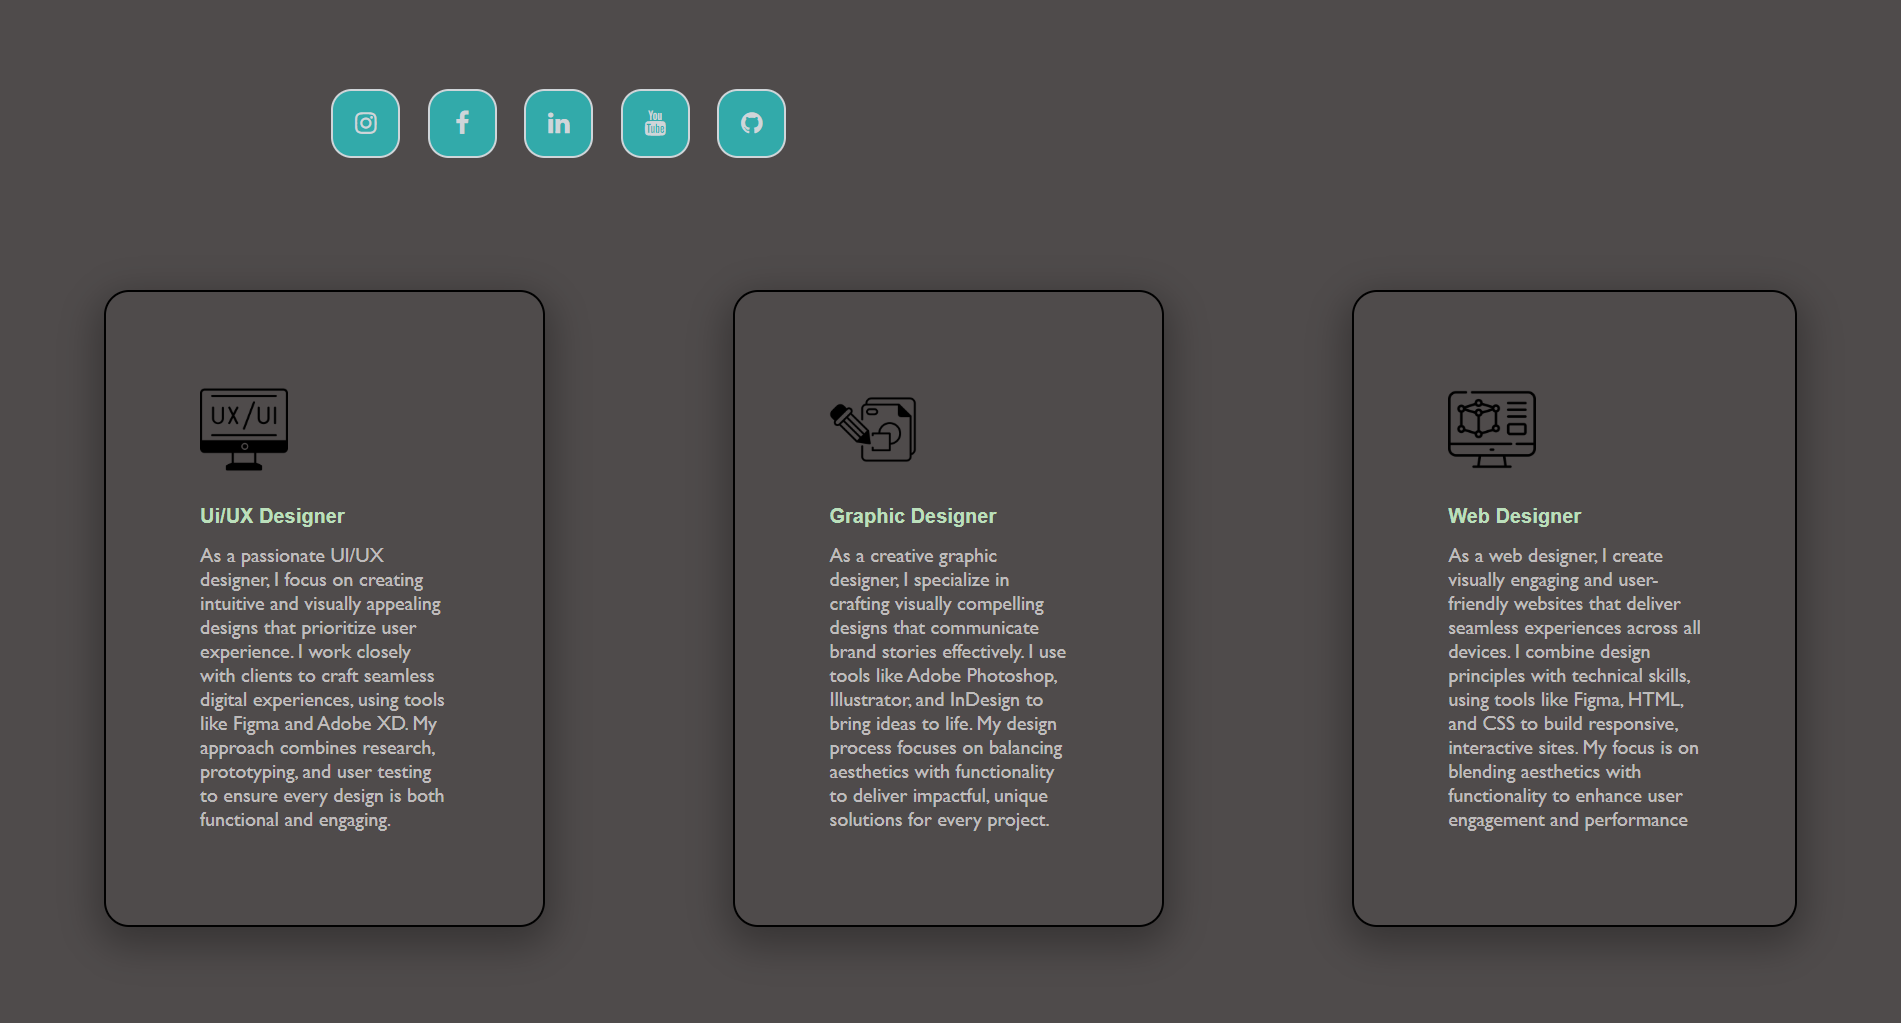 You
Tube
UX/UI
Ui/UX Designer
As a passionate UI/UX
designer, I focus on creating
intuitive and visually appealing
designs that prioritize user
experience. I work closely
with clients to craft seamless
digital experiences, using tools
like Figma and Adobe XD. My
approach combines research,
prototyping, and user testing
to ensure every design is both
functional and engaging.
Graphic Designer
As a creative graphic
designer, I specialize in
crafting visually compelling
designs that communicate
brand stories effectively. I use
tools like Adobe Photoshop,
Illustrator, and InDesign to
bring ideas to life. My design
process focuses on balancing
aesthetics with functionality
to deliver impactful, unique
solutions for every project.
Web Designer
As a web designer, I create
visually engaging and user-
friendly websites that deliver
seamless experiences across all
devices. I combine design
principles with technical skills,
using tools like Figma, HTML,
and CSS to build responsive,
interactive sites. My focus is on
blending aesthetics with
functionality to enhance user
engagement and performance